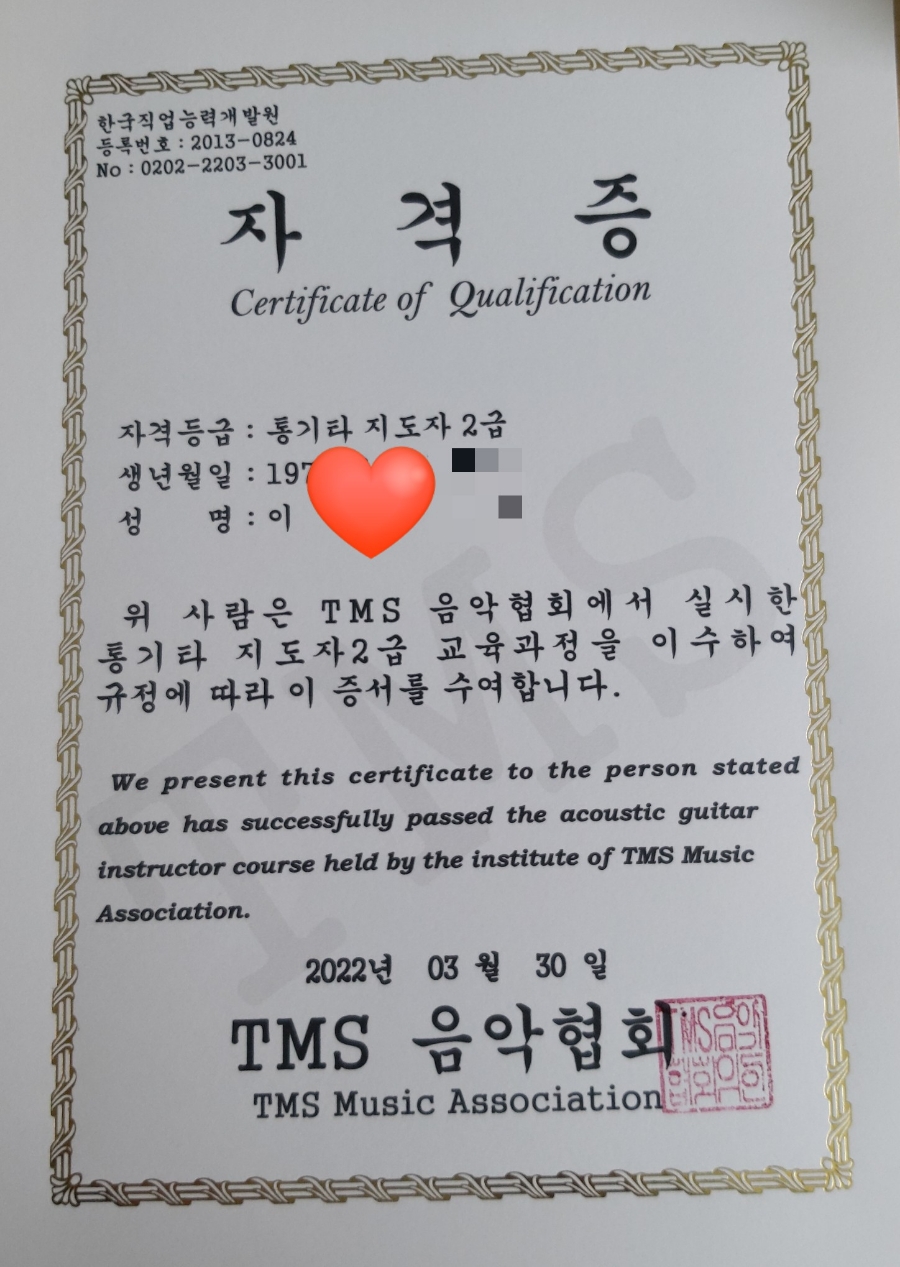 한국직업능력개발원
등록번호 : 2013-0824
No : 0202-2203-3001
자 격 증
Certificate of Qualification
자격등급 : 통기타 지도자 2급
생년월일 : 197
성 명 : 이
위 사람은 TMS 음악협회에서 실시한
통기타 지도자2급 교육과정을 이수하여
규정에 따라 이 증서를 수여합니다.
We present this certificate to the person stated
above has successfully passed the acoustic guitar
instructor course held by the institute of TMS Music
Association.
2022년 03 월 30 일
TMS 음악협회
TMS Music Association
TMS